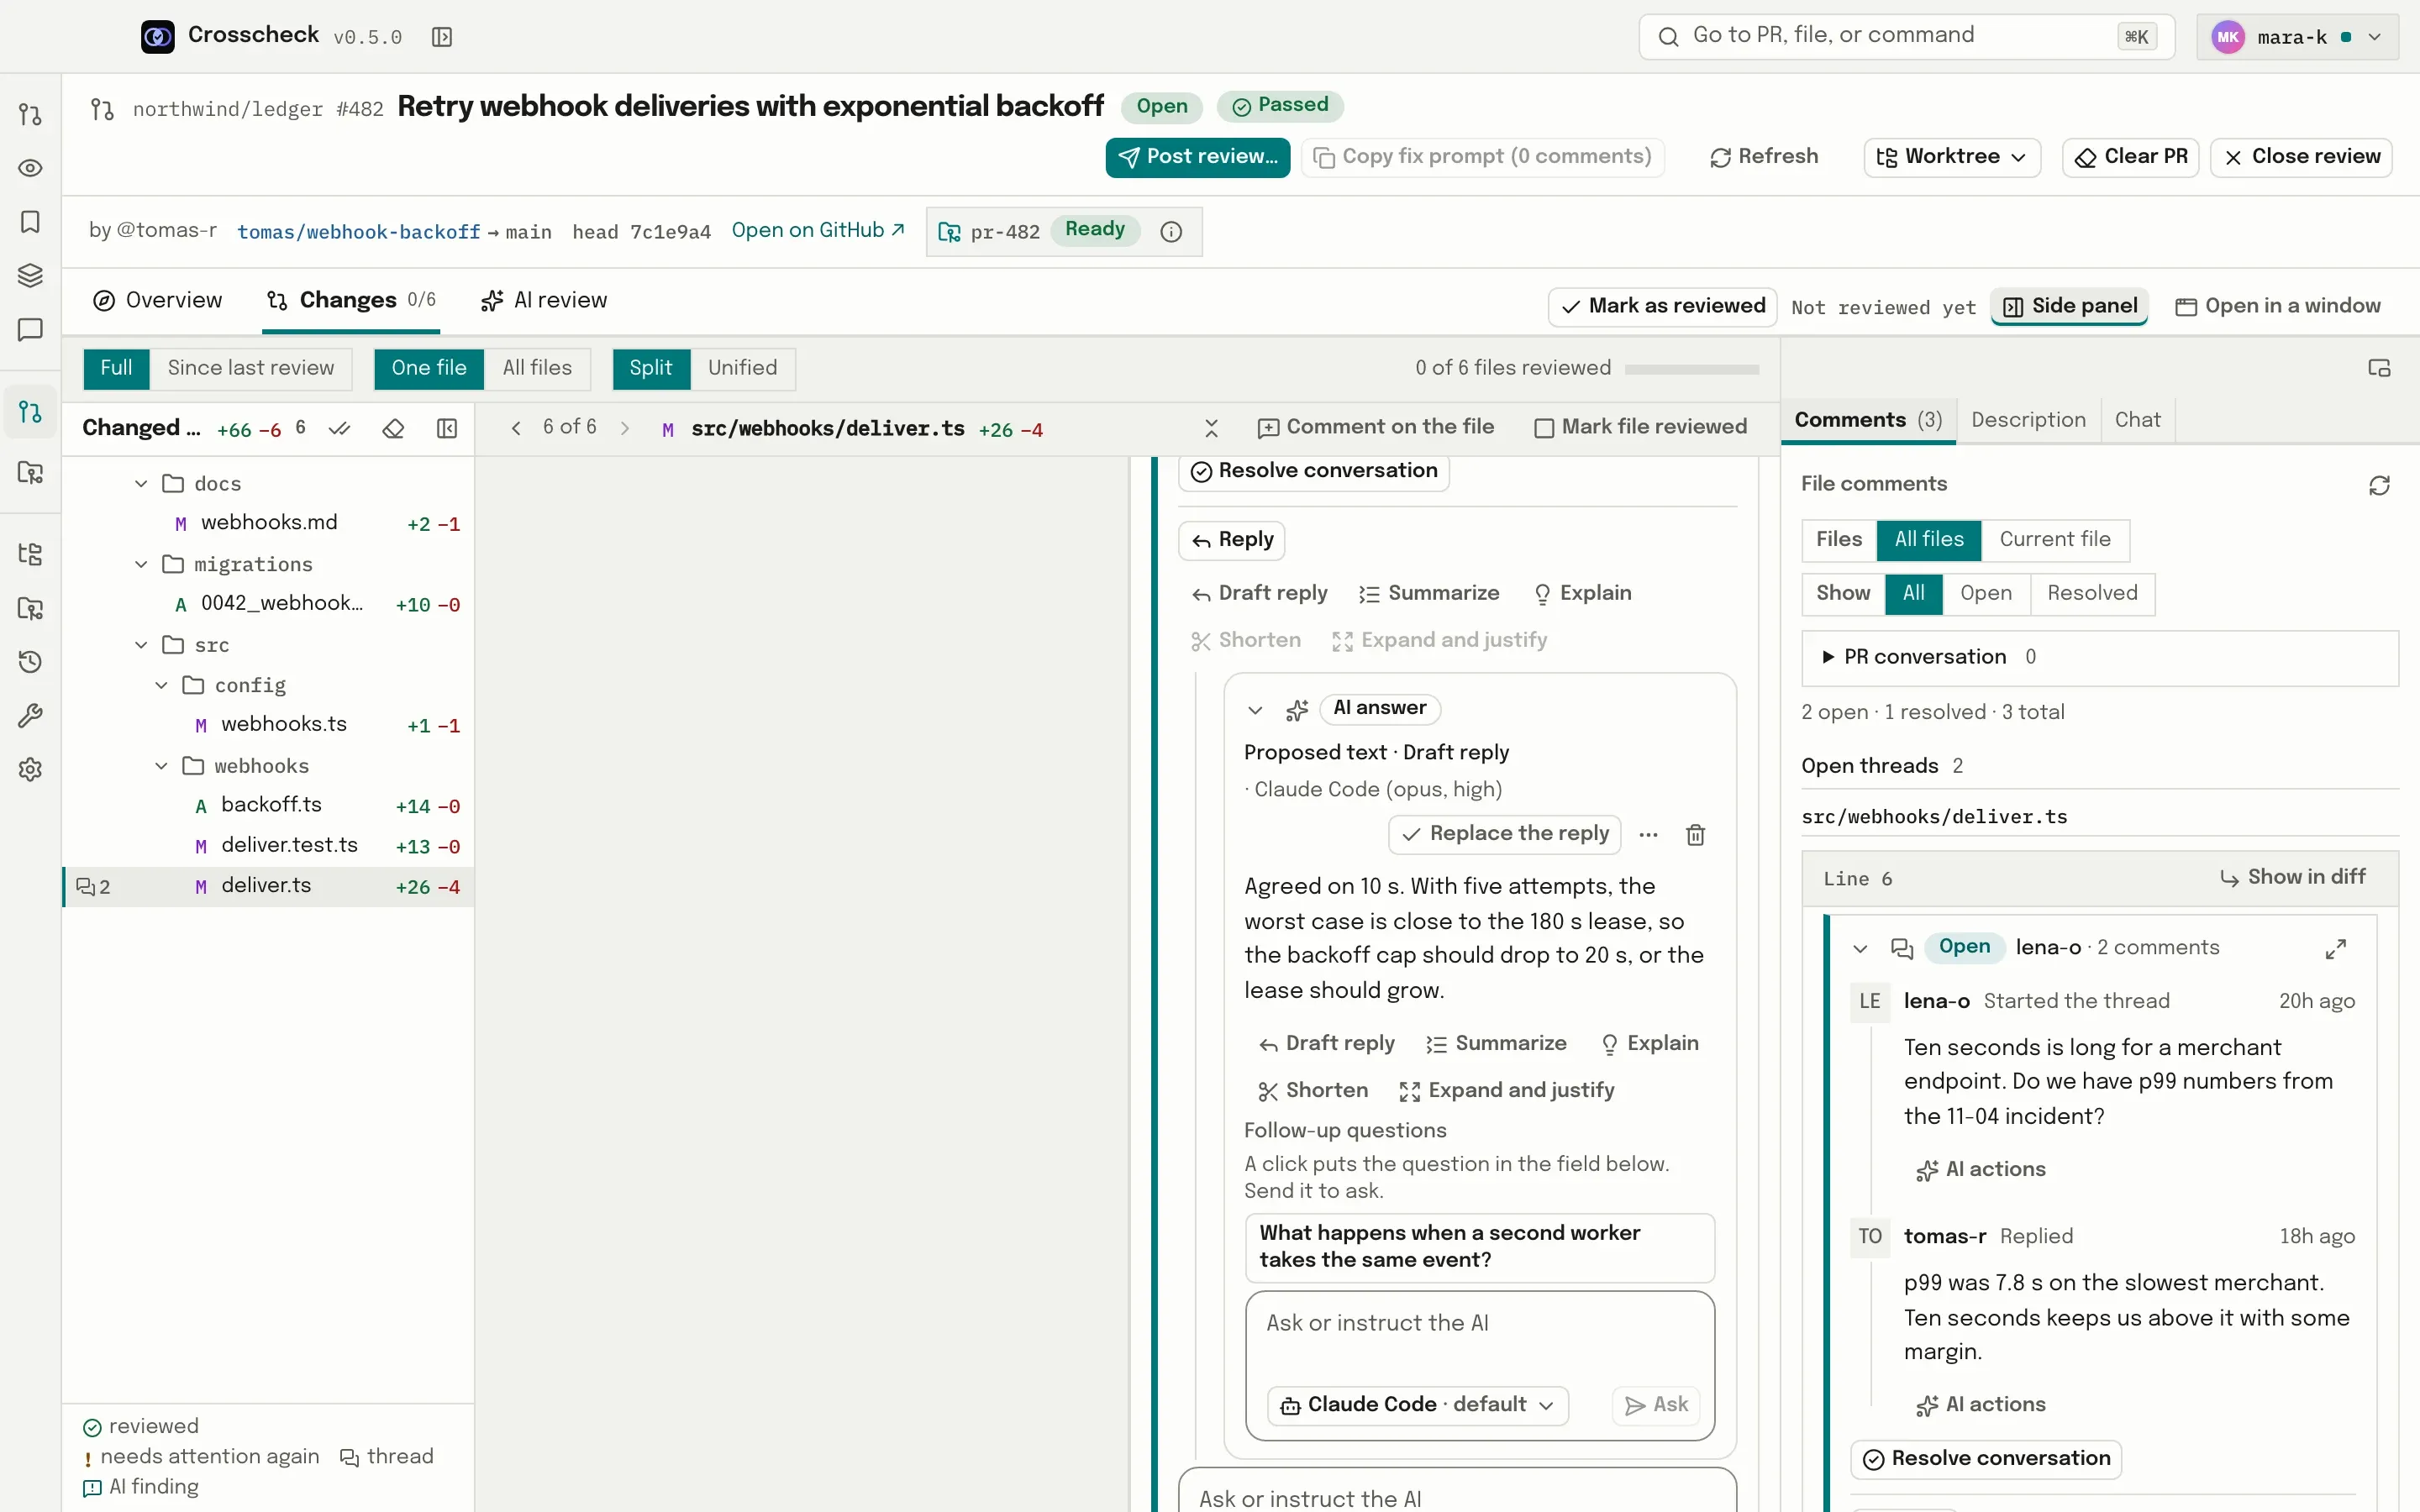 Crosscheck v0.5.0
Go to PR, file, or command ⌘K
MK mara-k
northwind/ledger #482 Retry webhook deliveries with exponential backoff Open Passed
Post review… Copy fix prompt (0 comments) Refresh Worktree Clear PR Close review
by @tomas-r tomas/webhook-backoff → main head 7c1e9a4 Open on GitHub ↗ pr-482 Ready
Overview Changes 0/6 AI review
Mark as reviewed Not reviewed yet Side panel Open in a window
Full Since last review One file All files Split Unified 0 of 6 files reviewed
Changed … +66 −6 6
6 of 6 M src/webhooks/deliver.ts +26 −4 Comment on the file Mark file reviewed
docs
M webhooks.md +2 −1
migrations
A 0042_webhook… +10 −0
src
config
M webhooks.ts +1 −1
webhooks
A backoff.ts +14 −0
M deliver.test.ts +13 −0
2 M deliver.ts +26 −4
reviewed
! needs attention again thread
AI finding
Resolve conversation
Reply
Draft reply Summarize Explain
Shorten Expand and justify
AI answer
Proposed text · Draft reply
· Claude Code (opus, high)
Replace the reply
Agreed on 10 s. With five attempts, the
worst case is close to the 180 s lease, so
the backoff cap should drop to 20 s, or the
lease should grow.
Draft reply Summarize Explain
Shorten Expand and justify
Follow-up questions
A click puts the question in the field below.
Send it to ask.
What happens when a second worker
takes the same event?
Ask or instruct the AI
Claude Code · default Ask
Ask or instruct the AI
Comments (3) Description Chat
File comments
Files All files Current file
Show All Open Resolved
PR conversation 0
2 open · 1 resolved · 3 total
Open threads 2
src/webhooks/deliver.ts
Line 6 Show in diff
Open lena-o · 2 comments
LE lena-o Started the thread 20h ago
Ten seconds is long for a merchant
endpoint. Do we have p99 numbers from
the 11-04 incident?
AI actions
TO tomas-r Replied 18h ago
p99 was 7.8 s on the slowest merchant.
Ten seconds keeps us above it with some
margin.
AI actions
Resolve conversation